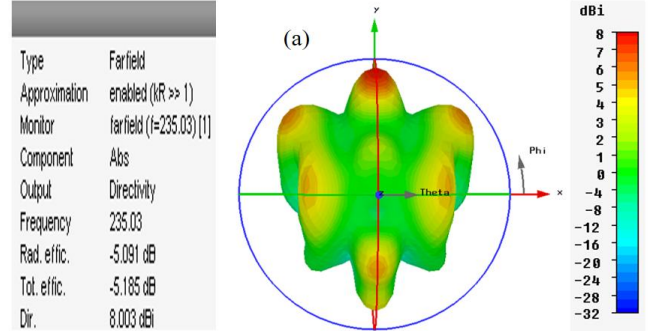 Type Farfield
Approximation enabled (kR >> 1)
Monitor farfield (f=235.03) [1]
Component Abs
Output Directivity
Frequency 235.03
Rad. effic. -5.091 dB
Tot. effic. -5.185 dB
Dir. 8.003 dBi
(a)
y
Phi
z
Theta
x
dBi
8
7
6
5
4
3
2
1
0
-4
-8
-12
-16
-20
-24
-28
-32